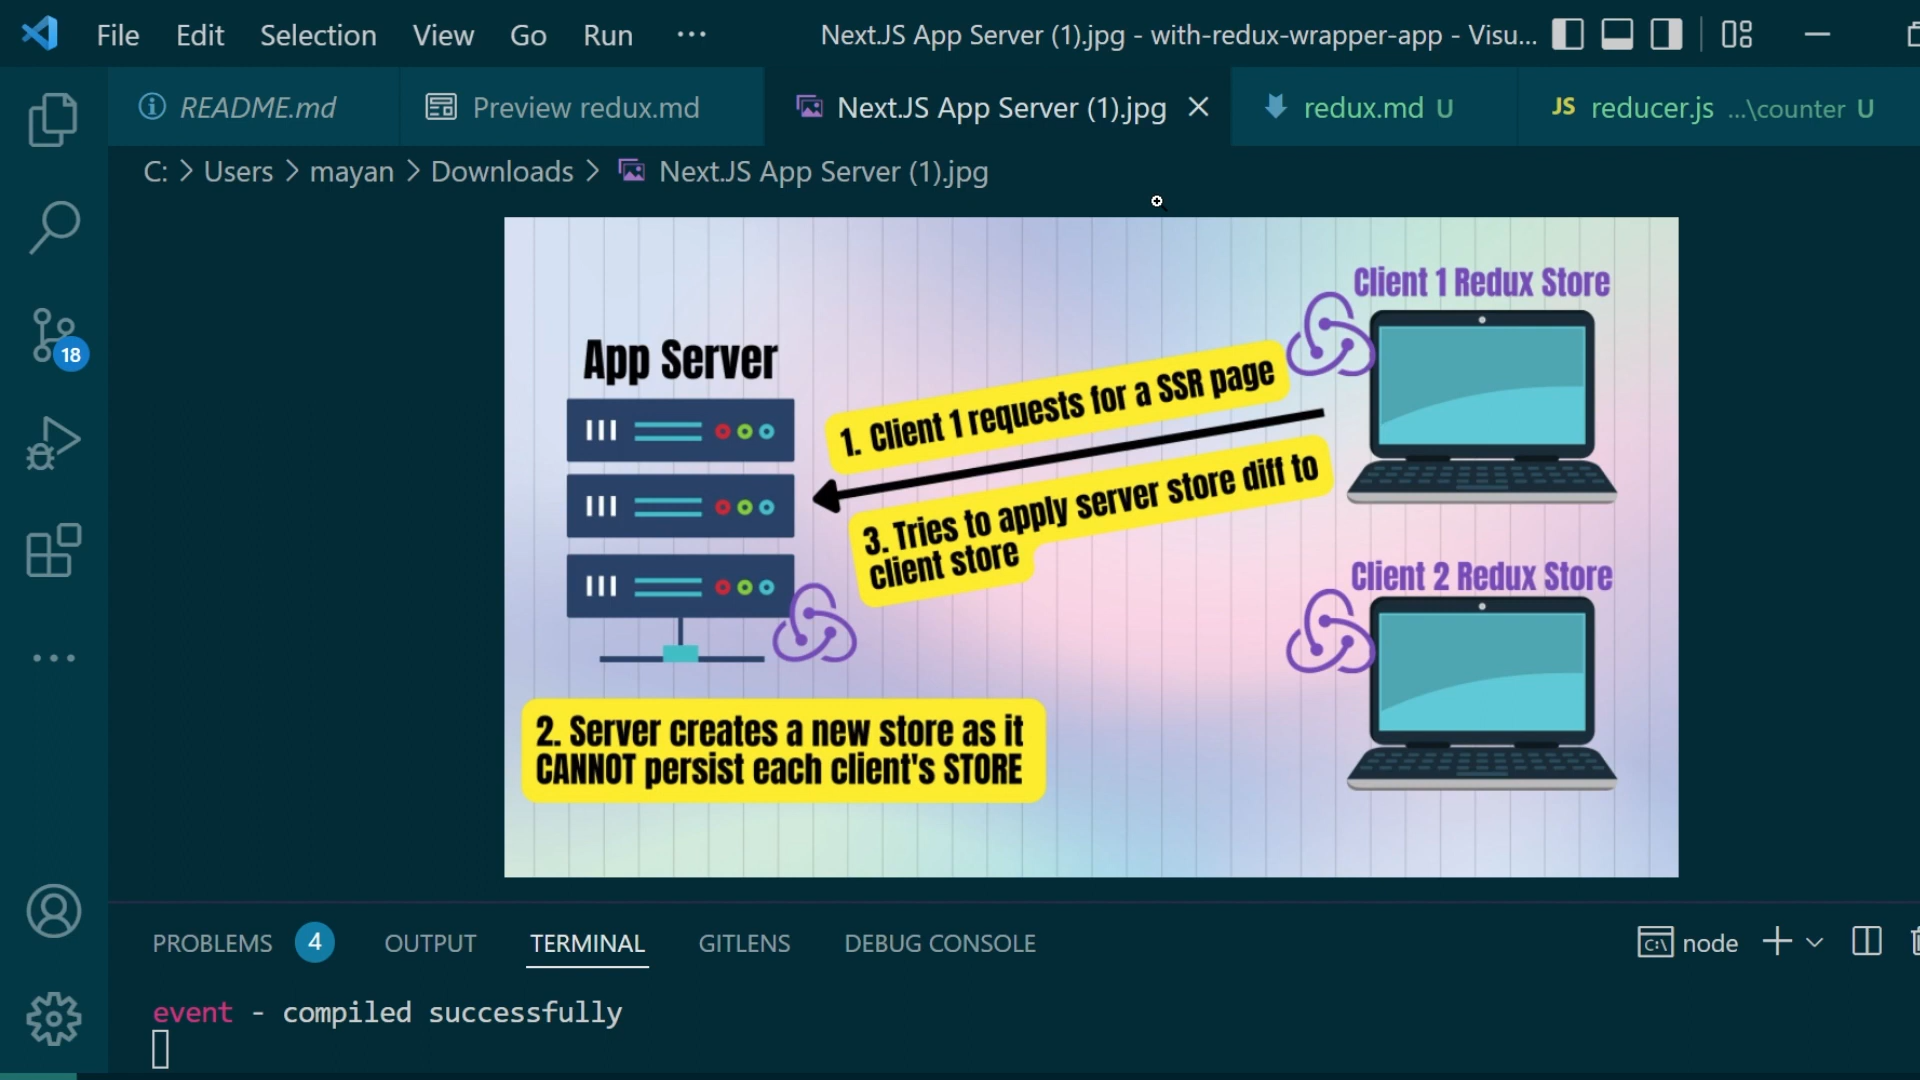 File Edit Selection View Go Run ··· Next.JS App Server (1).jpg - with-redux-wrapper-app - Visu...
README.md Preview redux.md Next.JS App Server (1).jpg redux.md U JS reducer.js ...\counter U
C: > Users > mayan > Downloads > Next.JS App Server (1).jpg
Client 1 Redux Store
App Server
1. Client 1 requests for a SSR page
3. Tries to apply server store diff to
client store
Client 2 Redux Store
2. Server creates a new store as it
CANNOT persist each client's STORE
18
PROBLEMS 4 OUTPUT TERMINAL GITLENS DEBUG CONSOLE node
event - compiled successfully